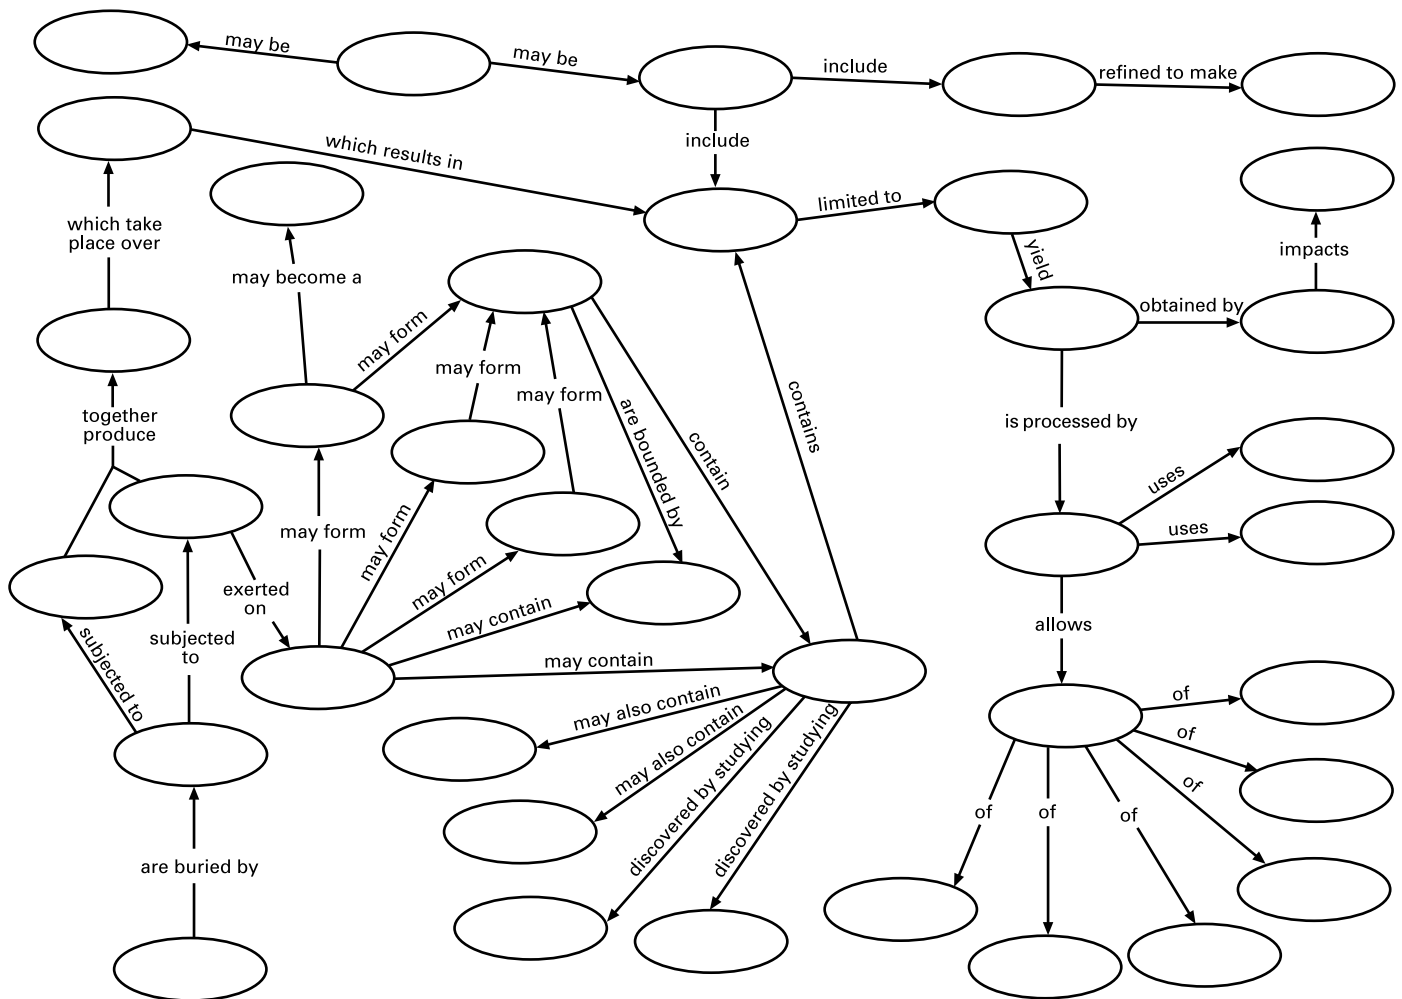 may be
may be
include
refined to make
include
which results in
limited to
which take
place over
yield
impacts
may become a
obtained by
may form
may form
may form
contains
are bounded by
contain
together
produce
is processed by
uses
uses
may form
may form
may form
exerted
on
subjected
to
subjected to
may contain
may contain
allows
may also contain
may also contain
discovered by studying
discovered by studying
of
of
of
of
of
of
are buried by